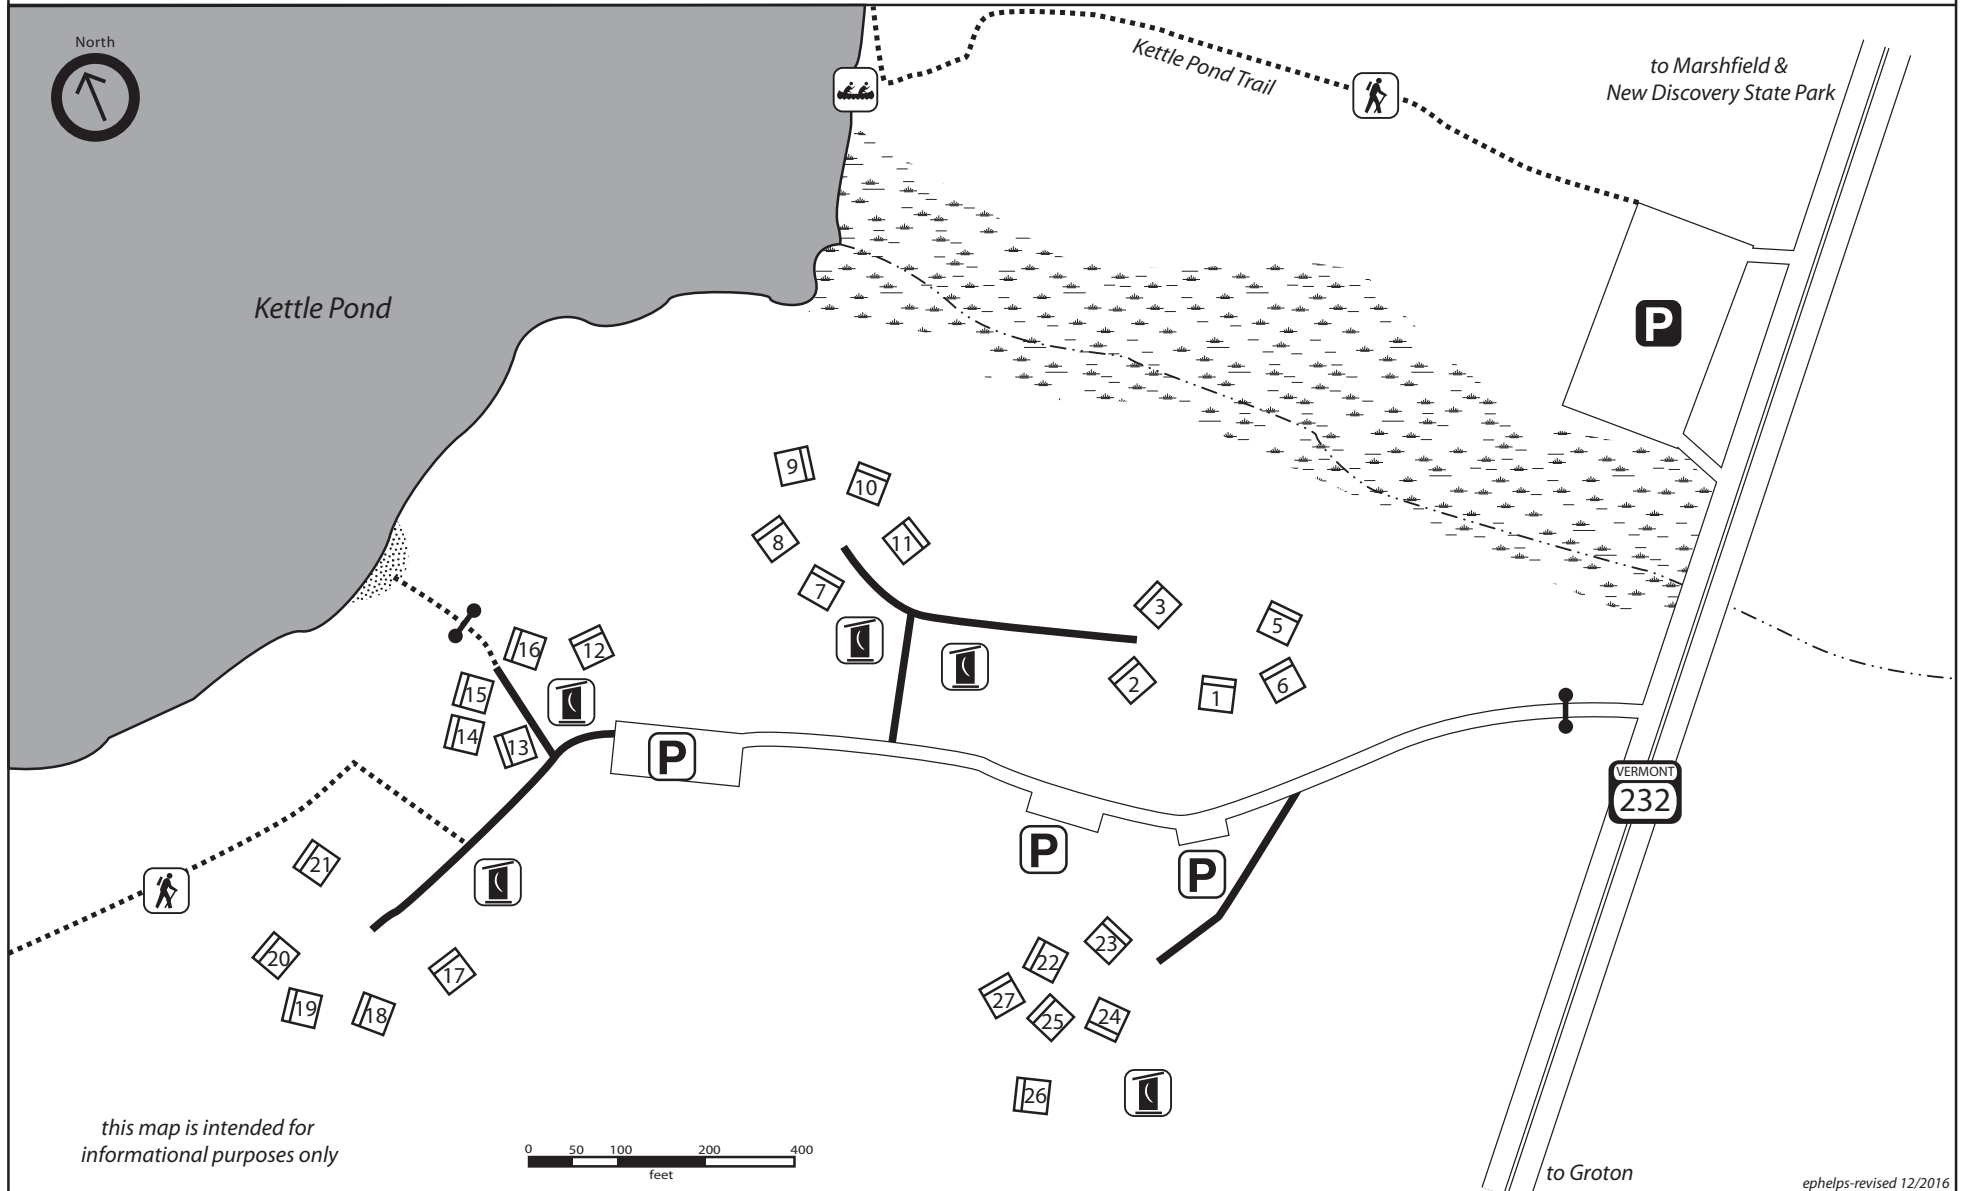 North
Kettle Pond Trail
to Marshfield &
New Discovery State Park
Kettle Pond
P
9
10
8
11
7
3
5
2
1
6
16
12
15
14
13
P
VERMONT
232
P
P
21
20
19
18
17
23
22
27
25
24
26
this map is intended for
informational purposes only
0 50 100 200 400
feet
to Groton
ephelps-revised 12/2016